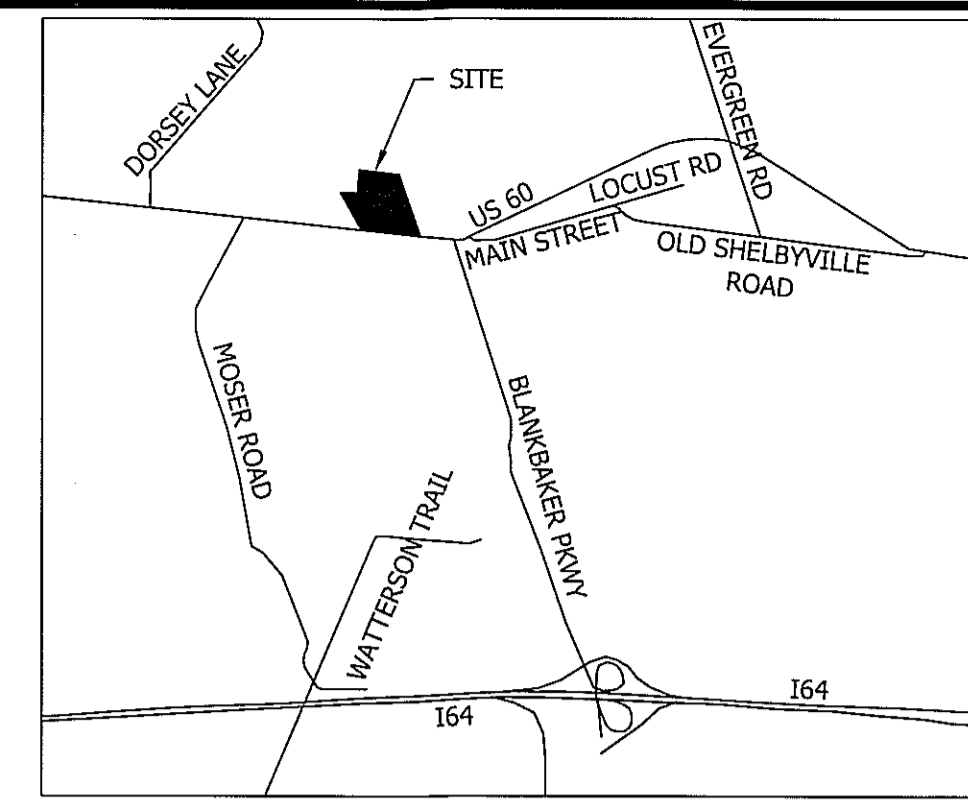 DORSEY LANE
SITE
EVERGREEN RD
US 60
LOCUST RD
MAIN STREET
OLD SHELBYVILLE
ROAD
MOSER ROAD
BLANKBAKER PKWY
WATTERSON TRAIL
I64
I64